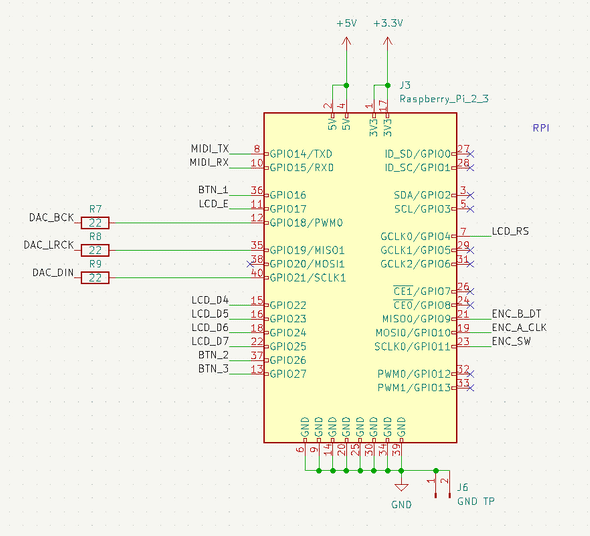 +5V +3.3V
J3
Raspberry_Pi_2_3
RPI
2 4 1 17
5V 5V 3V3 3V3
MIDI_TX 8 GPIO14/TXD ID_SD/GPIO0 27
MIDI_RX 10 GPIO15/RXD ID_SC/GPIO1 28
BTN_1 36 GPIO16 SDA/GPIO2 3
LCD_E 11 GPIO17 SCL/GPIO3 5
R7
DAC_BCK 22 12 GPIO18/PWM0
GCLK0/GPIO4 7 LCD_RS
R8
DAC_LRCK 22 35 GPIO19/MISO1 GCLK1/GPIO5 29
38 GPIO20/MOSI1 GCLK2/GPIO6 31
R9
DAC_DIN 22 40 GPIO21/SCLK1
CE1/GPIO7 26
LCD_D4 15 GPIO22 CE0/GPIO8 24
LCD_D5 16 GPIO23 MISO0/GPIO9 21 ENC_B_DT
LCD_D6 18 GPIO24 MOSI0/GPIO10 19 ENC_A_CLK
LCD_D7 22 GPIO25 SCLK0/GPIO11 23 ENC_SW
BTN_2 37 GPIO26
BTN_3 13 GPIO27 PWM0/GPIO12 32
PWM1/GPIO13 33
GND GND GND GND GND GND GND GND
6 9 14 20 25 30 34 39
1 2
J6
GND TP
GND